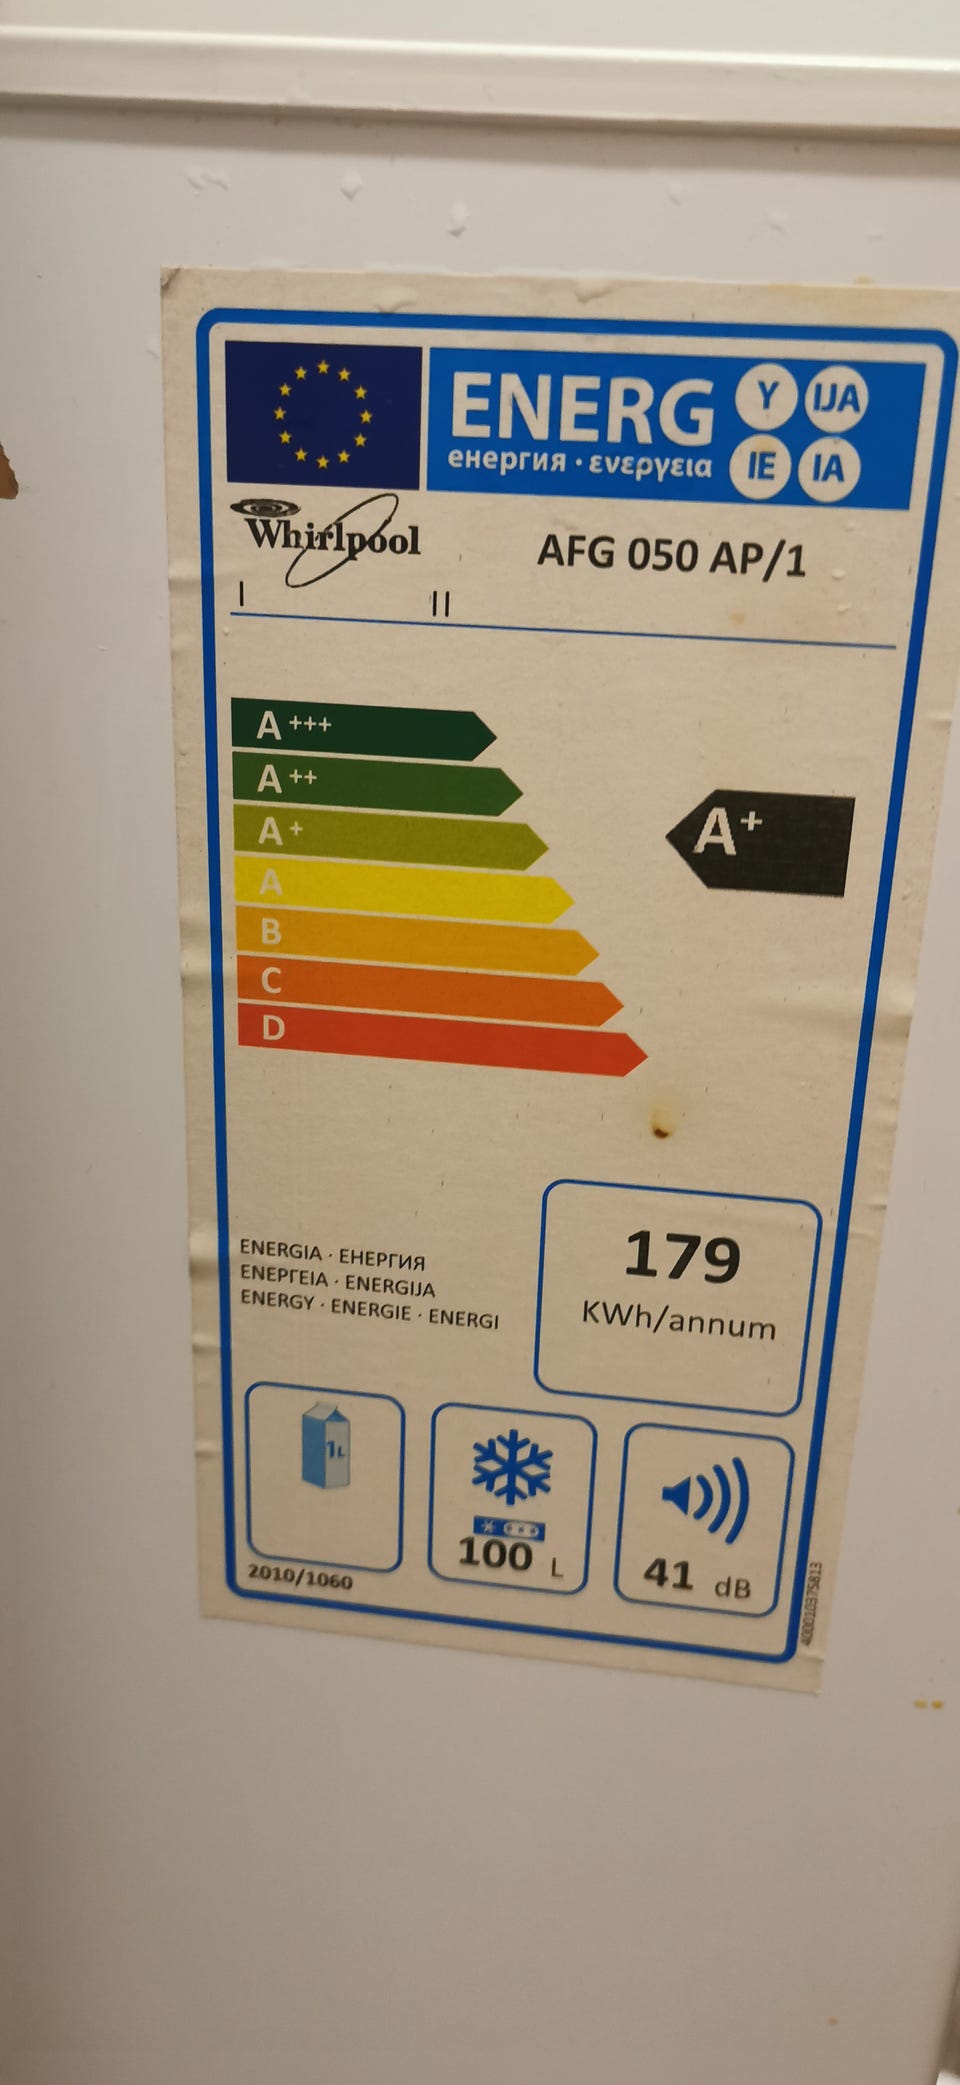 ENERG Y IJA
енергия · ενεργεια IE IA
Whirlpool AFG 050 AP/1
I II
A+++
A++
A+
A+
A
B
C
D
ENERGIA · ЕНЕРГИЯ
ΕΝΕΡΓΕΙΑ · ENERGIJA
ENERGY · ENERGIE · ENERGI
179
KWh/annum
1L
100 L
41 dB
2010/1060
400010375813